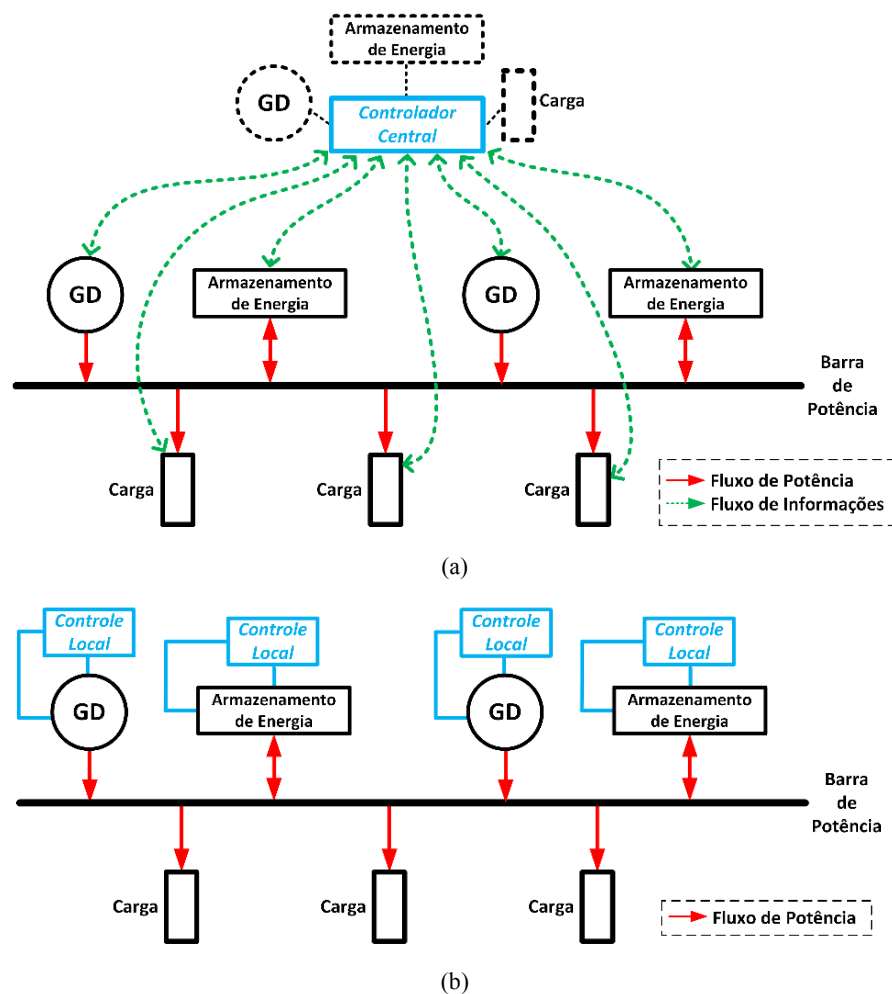 Armazenamento
de Energia
GD
Carga
Controlador
Central
GD
Armazenamento
de Energia
GD
Armazenamento
de Energia
Barra
de
Potência
Carga
Carga
Carga
Fluxo de Potência
Fluxo de Informações
(a)
Controle
Local
Controle
Local
Controle
Local
Controle
Local
GD
Armazenamento
de Energia
GD
Armazenamento
de Energia
Barra
de
Potência
Carga
Carga
Carga
Fluxo de Potência
(b)